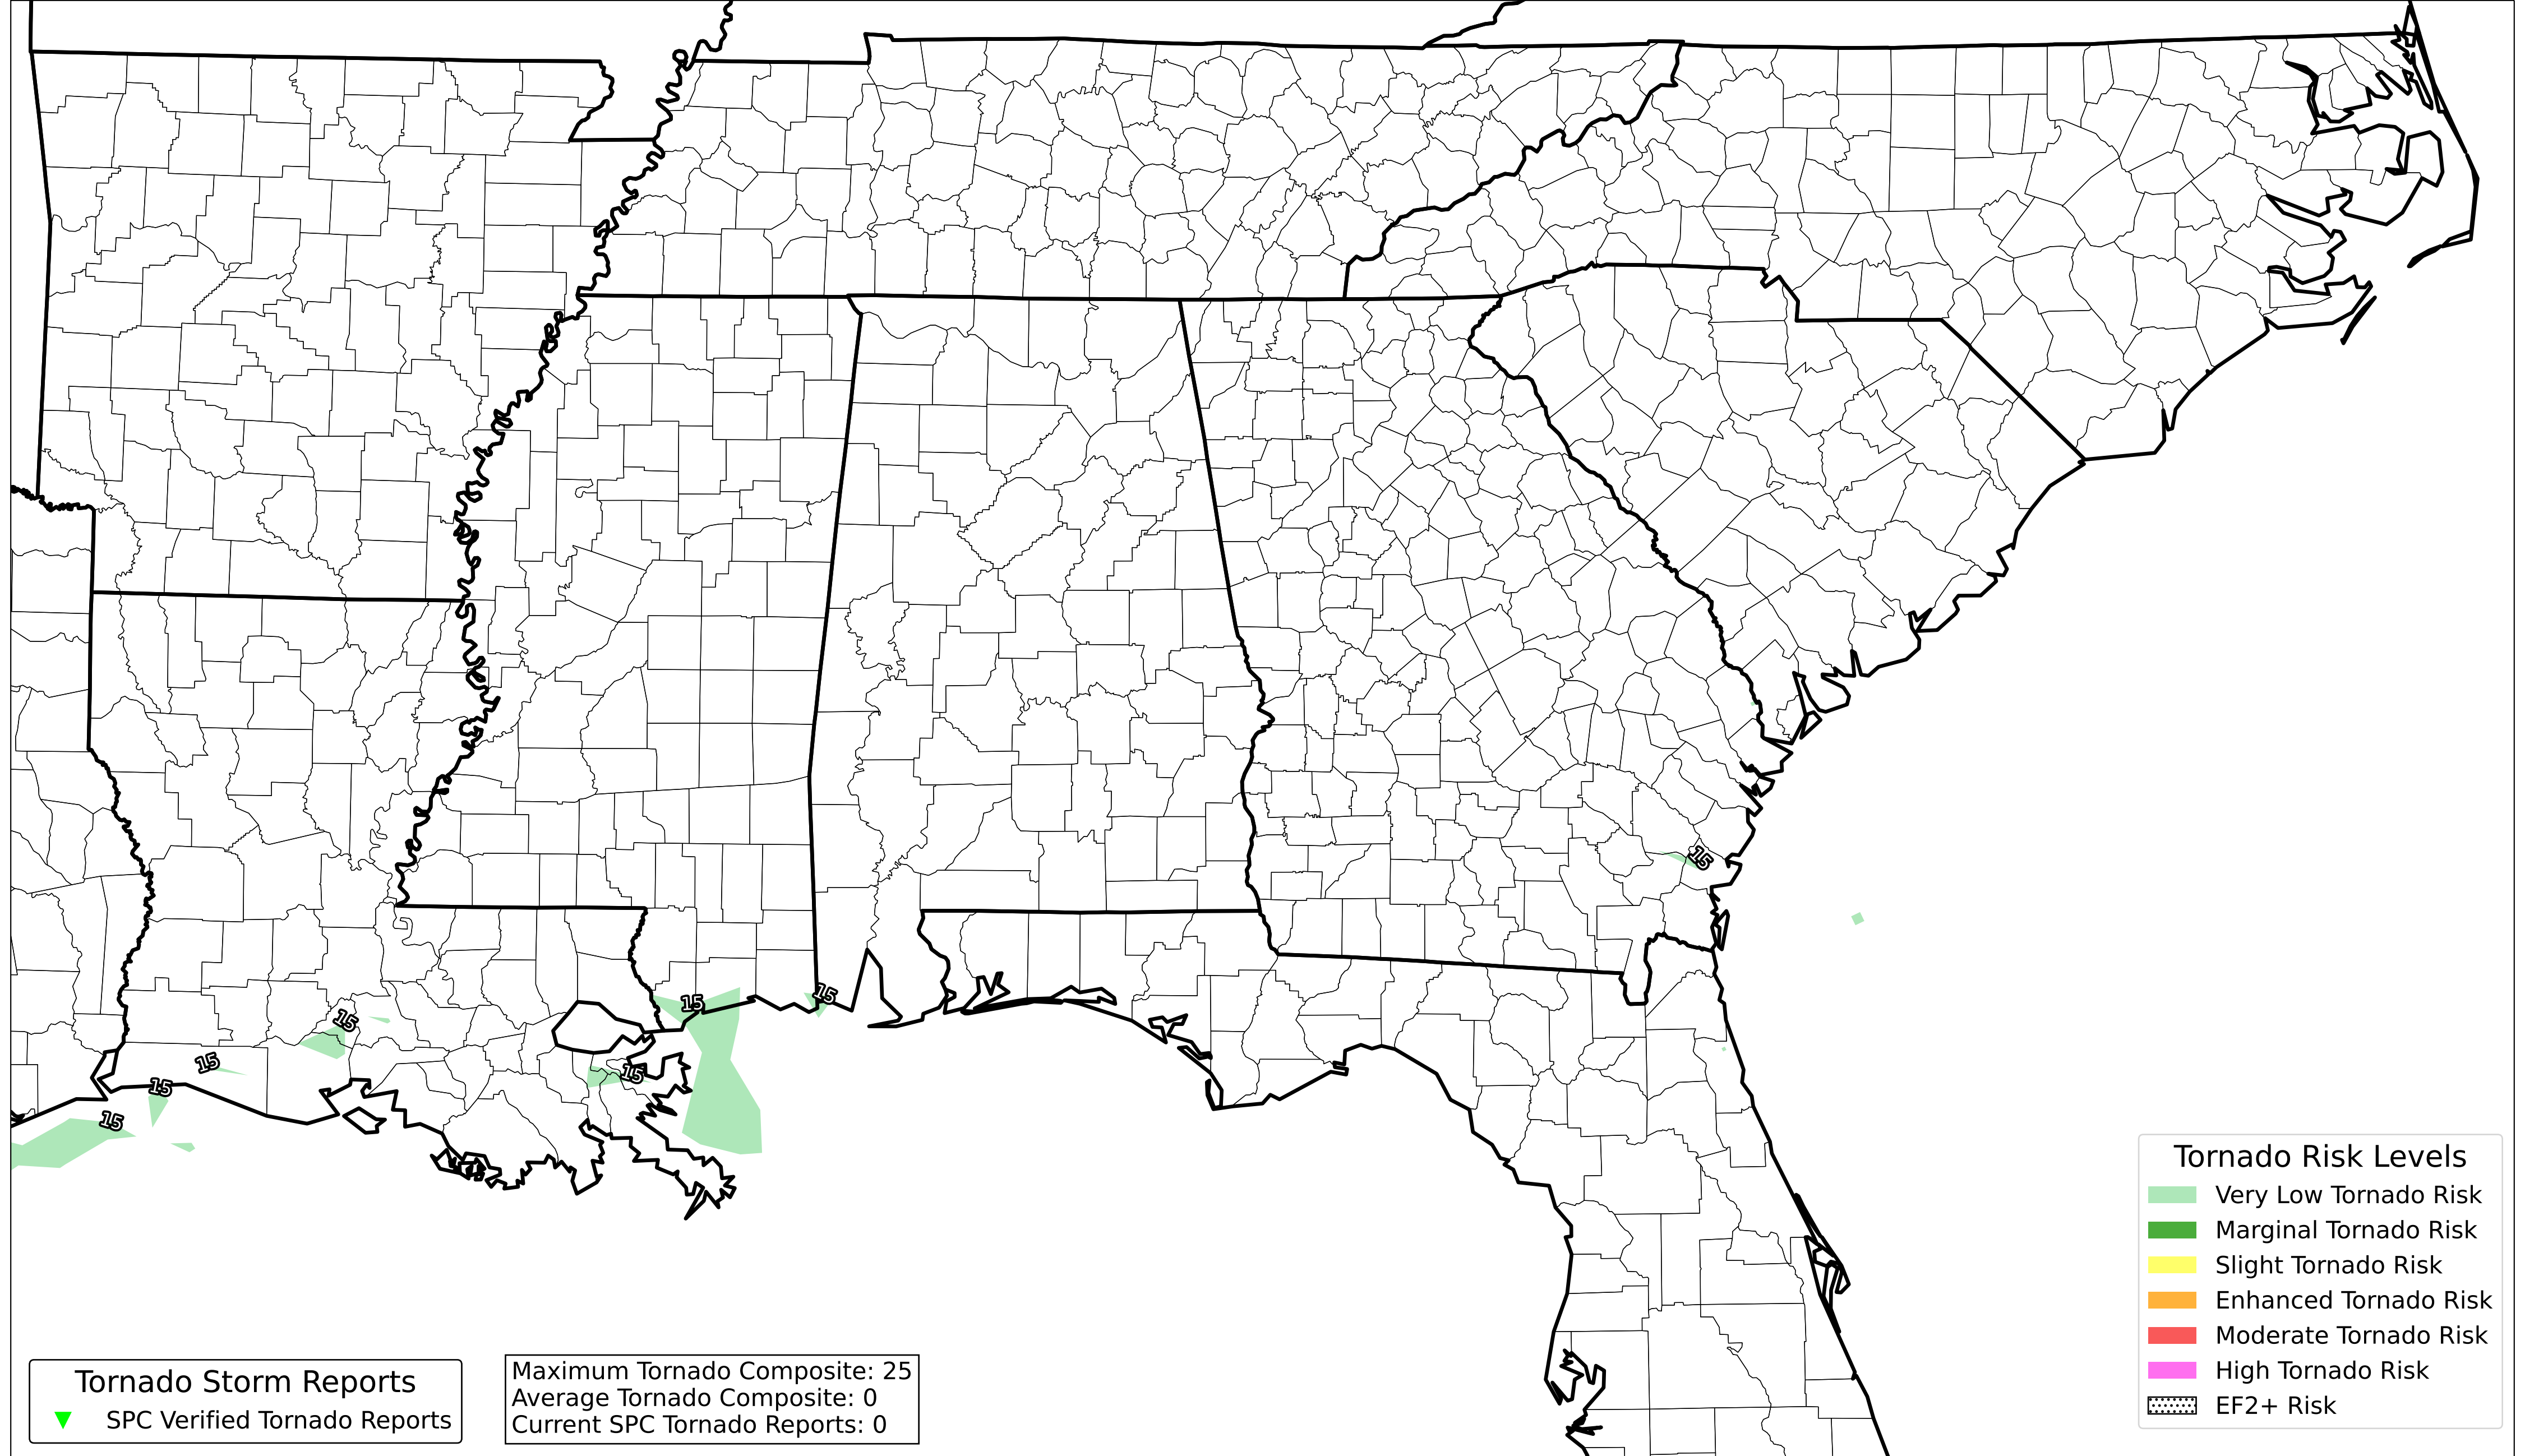 15
15
15
15
15
15
15
15
Tornado Risk Levels
Very Low Tornado Risk
Marginal Tornado Risk
Slight Tornado Risk
Enhanced Tornado Risk
Moderate Tornado Risk
High Tornado Risk
EF2+ Risk
Tornado Storm Reports
SPC Verified Tornado Reports
Maximum Tornado Composite: 25
Average Tornado Composite: 0
Current SPC Tornado Reports: 0